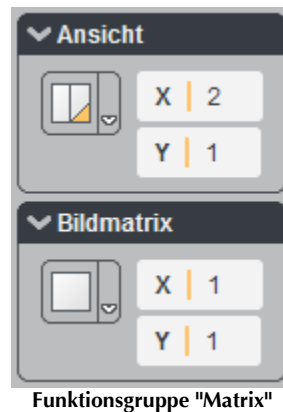 Ansicht
X 2
Y 1
Bildmatrix
X 1
Y 1
Funktionsgruppe "Matrix"